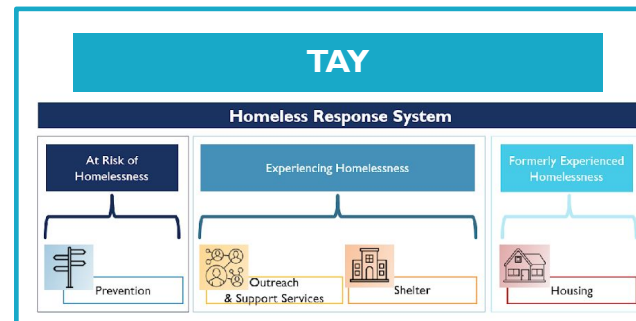 TAY
Homeless Response System
At Risk of
Homelessness
Experiencing Homelessness
Formerly Experienced
Homelessness
Prevention
Outreach
& Support Services
Shelter
Housing